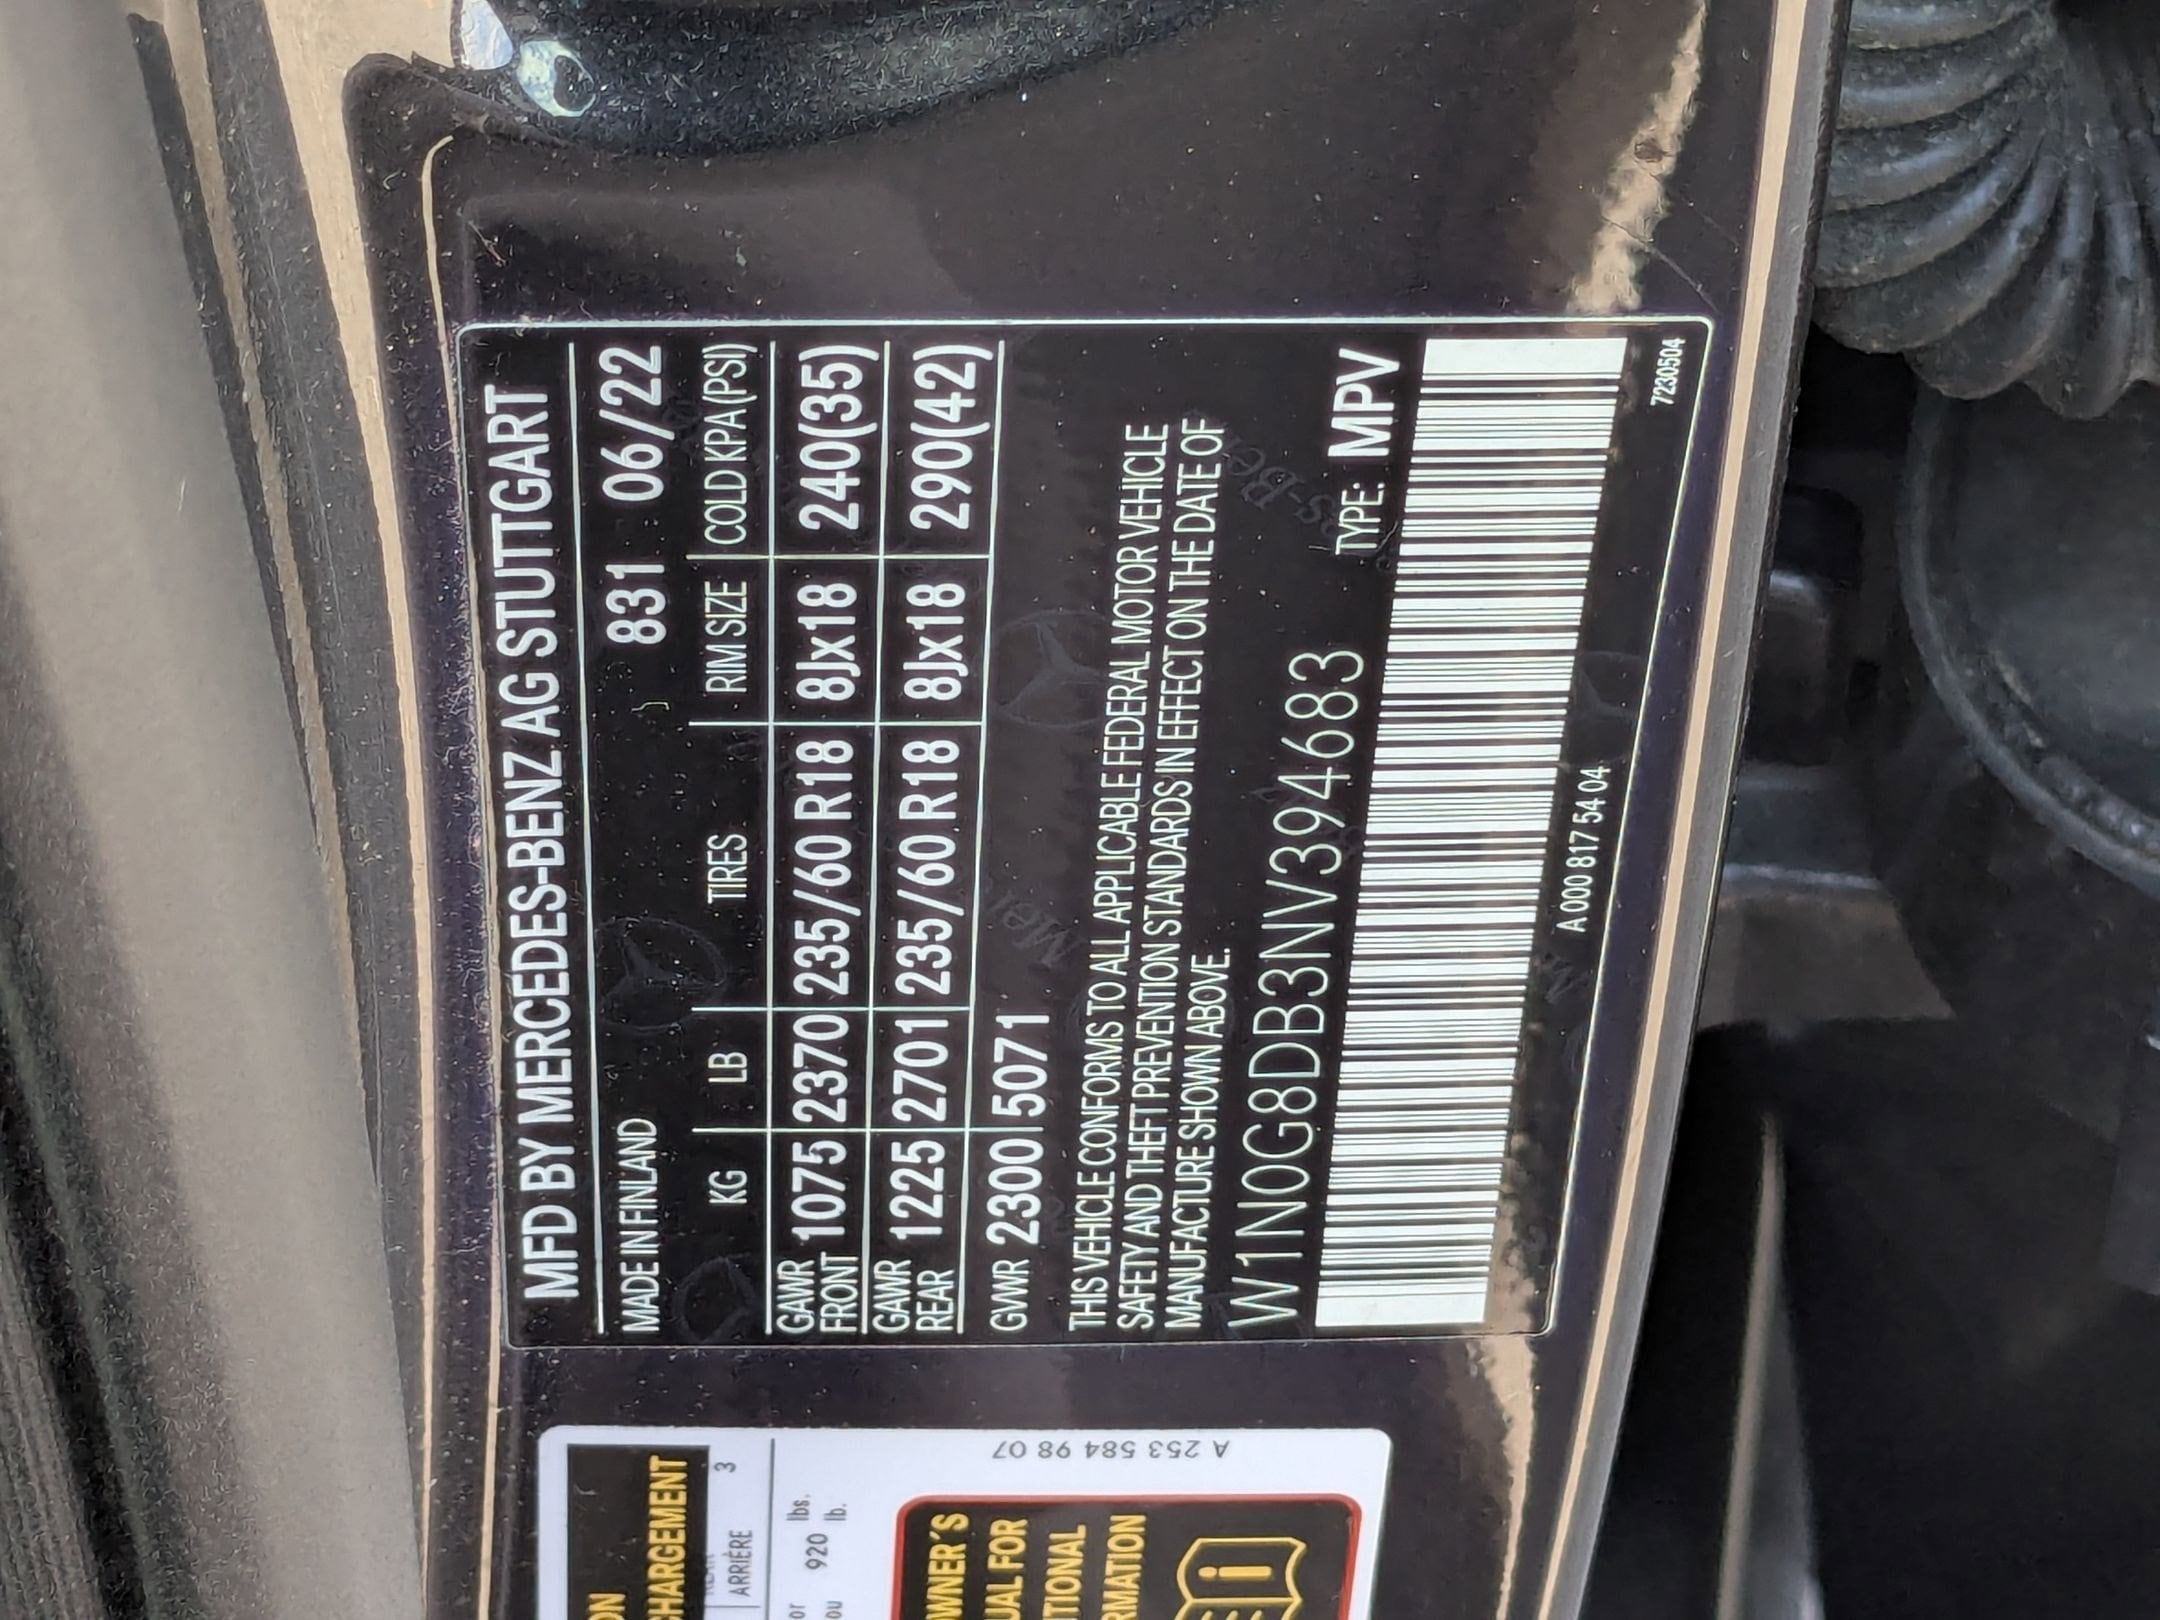 MFD BY MERCEDES-BENZ AG STUTTGART
MADE IN FINLAND 831 06/22
KG LB TIRES RIM SIZE COLD KPA(PSI)
GAWR FRONT 1075 2370 235/60 R18 8Jx18 240(35)
GAWR REAR 1225 2701 235/60 R18 8Jx18 290(42)
GVWR 2300 5071
THIS VEHICLE CONFORMS TO ALL APPLICABLE FEDERAL MOTOR VEHICLE
SAFETY AND THEFT PREVENTION STANDARDS IN EFFECT ON THE DATE OF
MANUFACTURE SHOWN ABOVE.
W1N0G8DB3NV394683 TYPE: MPV
A 000 817 54 04
7230504
CHARGEMENT
ARRIÈRE 3
or 920 lbs.
ou lb.
A 253 584 98 07
OWNER'S
FOR